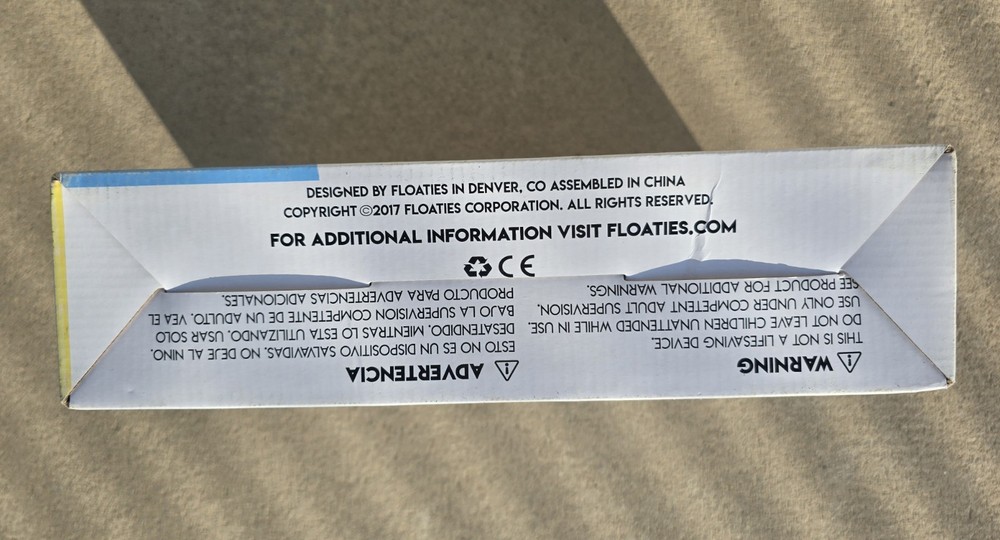 DESIGNED BY FLOATIES IN DENVER, CO ASSEMBLED IN CHINA
COPYRIGHT ©2017 FLOATIES CORPORATION. ALL RIGHTS RESERVED.
FOR ADDITIONAL INFORMATION VISIT FLOATIES.COM
CE
WARNING
THIS IS NOT A LIFESAVING DEVICE.
DO NOT LEAVE CHILDREN UNATTENDED WHILE IN USE.
USE ONLY UNDER COMPETENT ADULT SUPERVISION.
SEE PRODUCT FOR ADDITIONAL WARNINGS.
ADVERTENCIA
ESTO NO ES UN DISPOSITIVO SALVAVIDAS. NO DEJE AL NINO.
DESATENDIDO. MIENTRAS LO ESTA UTILIZANDO. USAR SOLO
BAJO LA SUPERVISION COMPETENTE DE UN ADULTO. VEA EL
PRODUCTO PARA ADVERTENCIAS ADICIONALES.